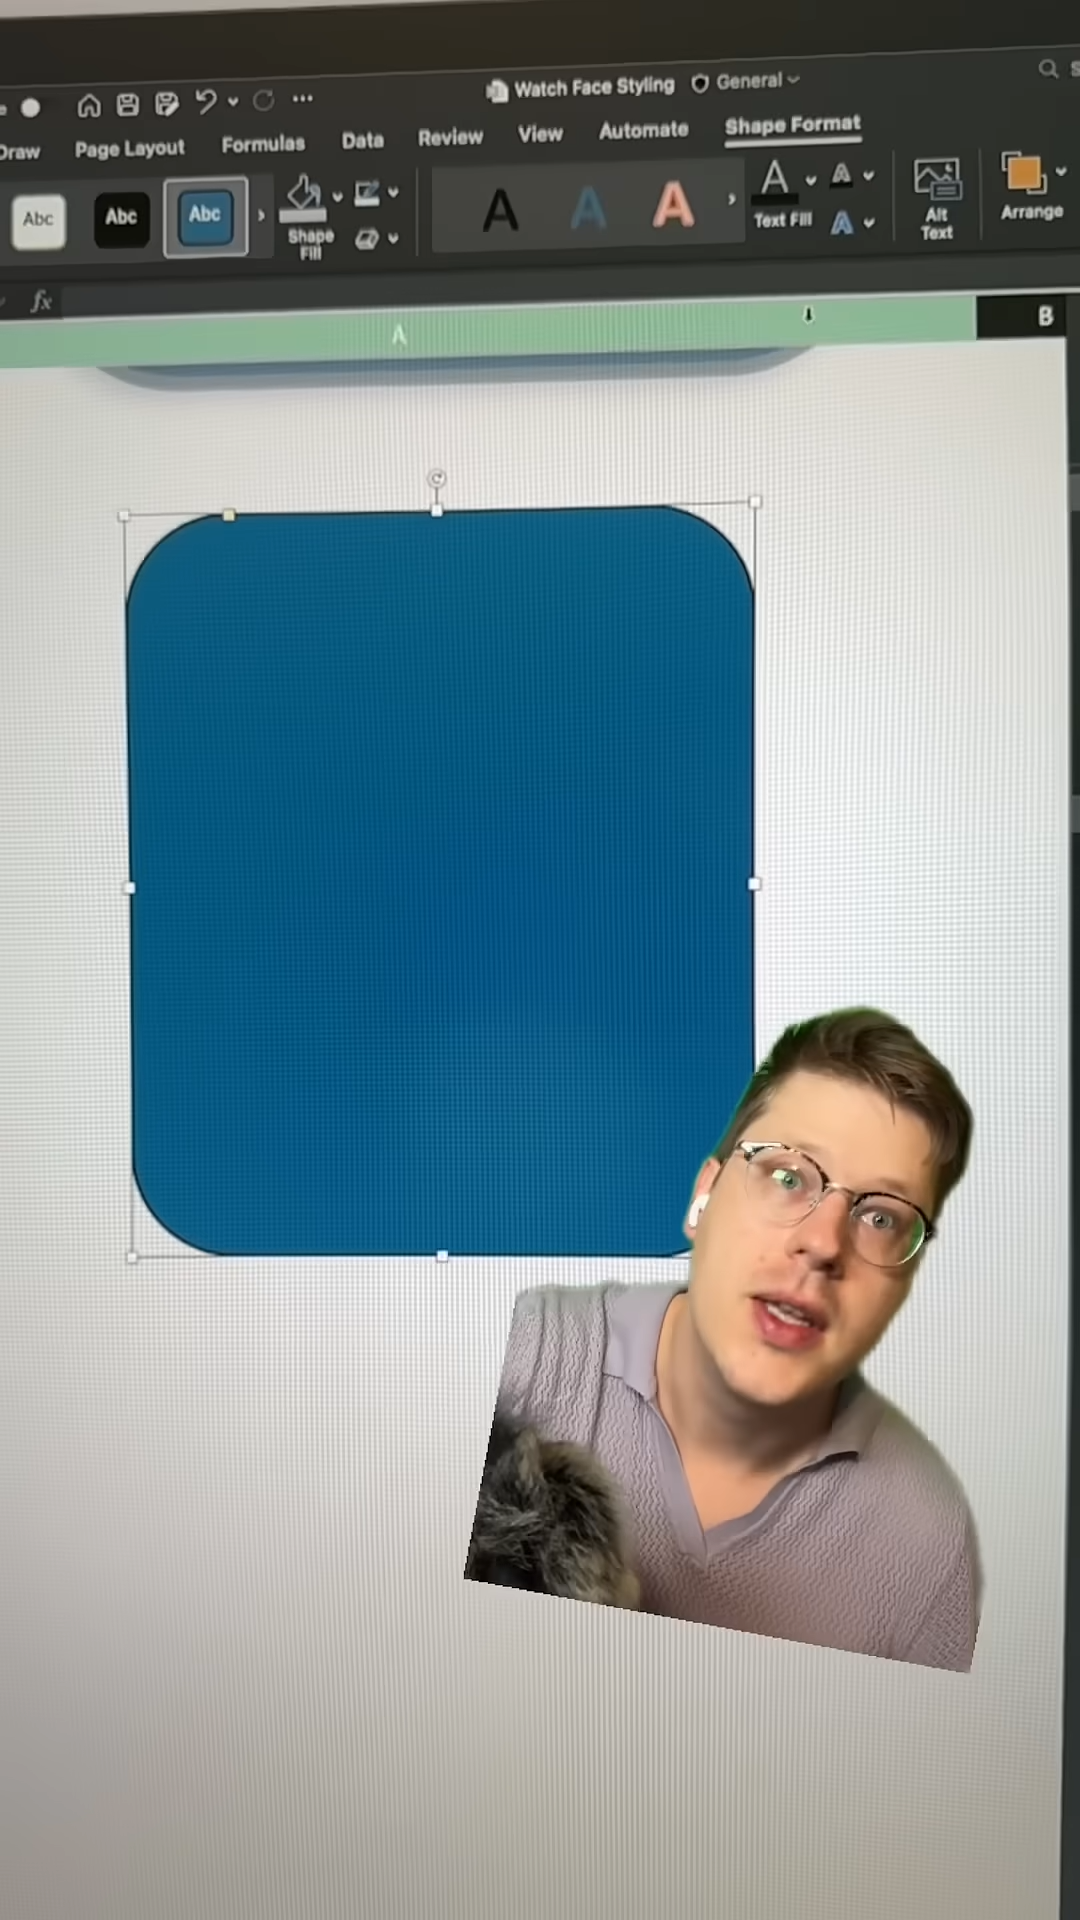 Watch Face Styling General
Draw Page Layout Formulas Data Review View Automate Shape Format
Abc Abc Abc
Shape
Fill
A A A
A
Text Fill
A
A
Alt
Text
Arrange
fx
A B